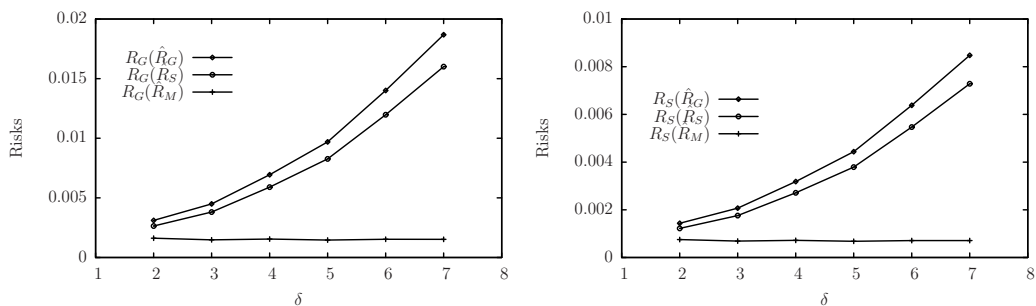 0.02
0.015
0.01
0.005
0
Risks
R_G(R̂_G)
R_G(R̂_S)
R_G(R̂_M)
1 2 3 4 5 6 7 8
δ
0.01
0.008
0.006
0.004
0.002
0
Risks
R_S(R̂_G)
R_S(R̂_S)
R_S(R̂_M)
1 2 3 4 5 6 7 8
δ